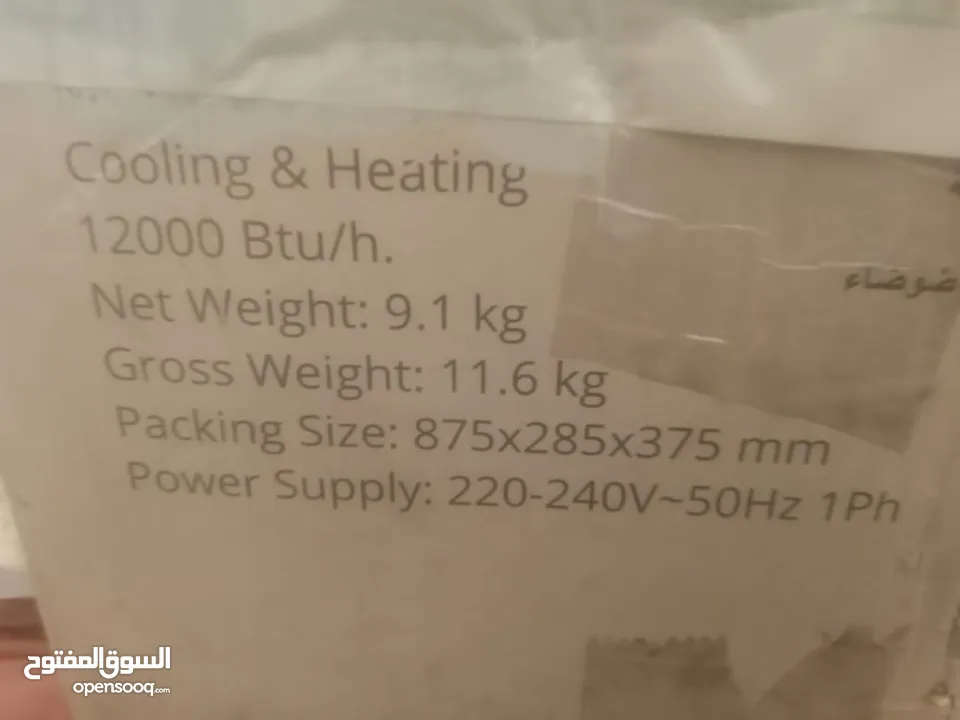 Cooling & Heating
12000 Btu/h.
Net Weight: 9.1 kg
Gross Weight: 11.6 kg
Packing Size: 875x285x375 mm
Power Supply: 220-240V~50Hz 1Ph
ضوضاء
السوق المفتوح
opensooq.com